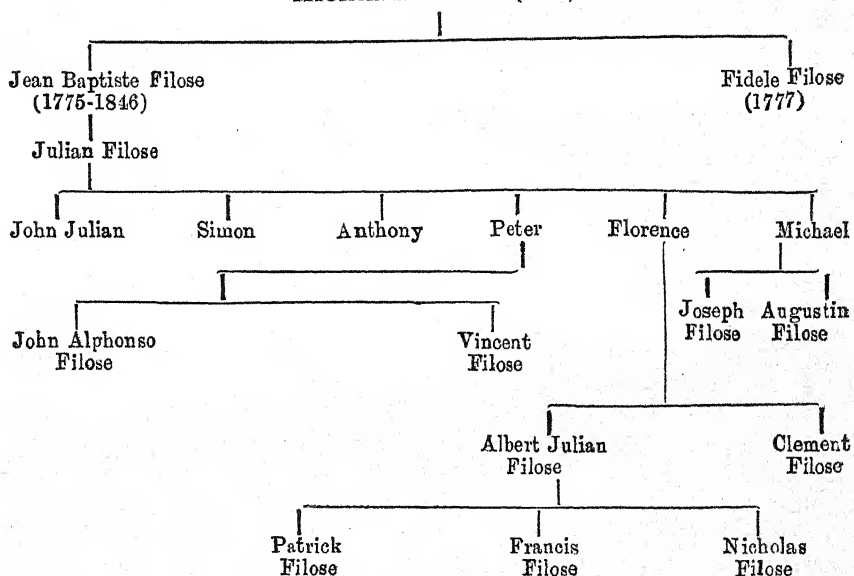 Jean Baptiste Filose
(1775-1846)
Fidele Filose
(1777)
Julian Filose
John Julian Simon Anthony Peter Florence Michael
Joseph Filose
Augustin Filose
John Alphonso
Filose
Vincent
Filose
Albert Julian
Filose
Clement
Filose
Patrick
Filose
Francis
Filose
Nicholas
Filose